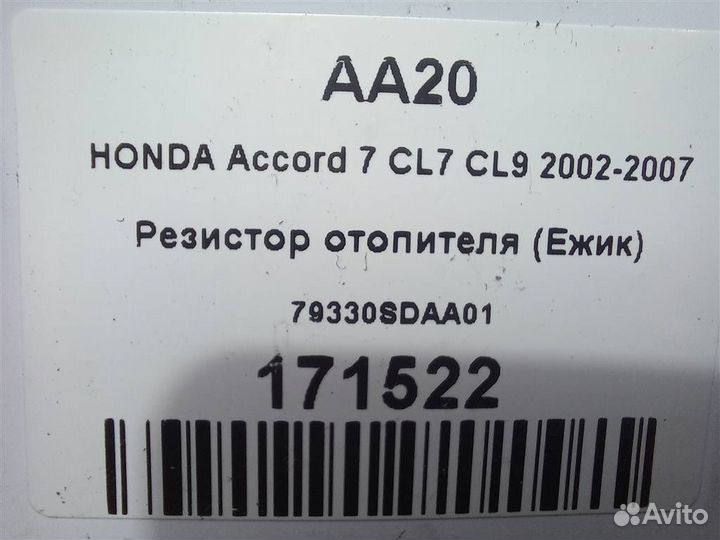 AA20
HONDA Accord 7 CL7 CL9 2002-2007
Резистор отопителя (Ежик)
79330SDAA01
171522
Avito